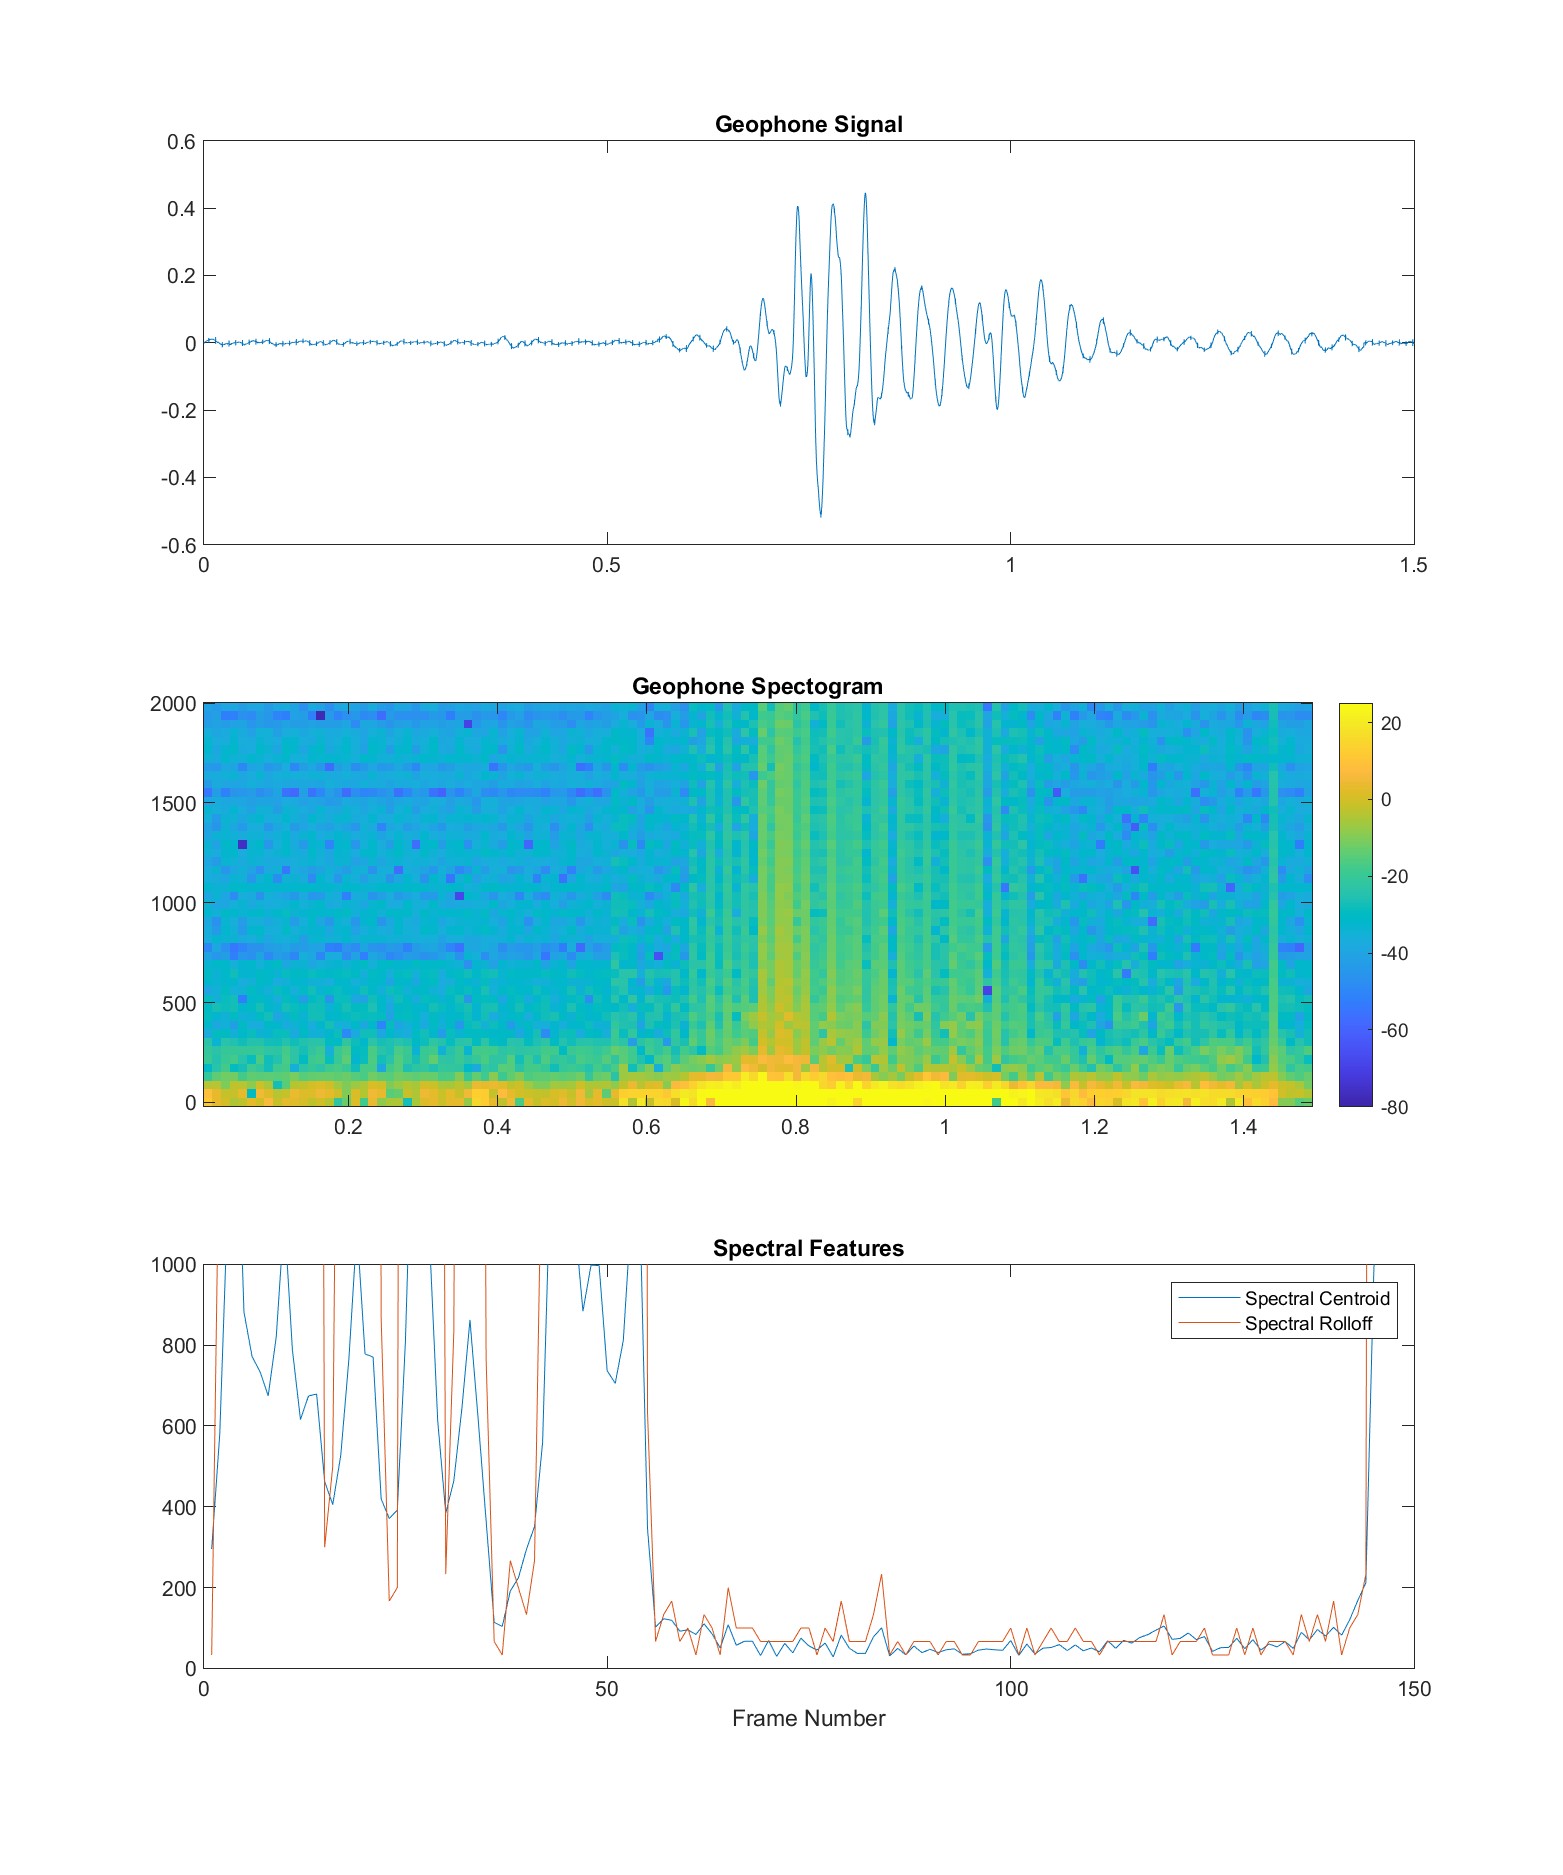 Geophone Signal
0.6
0.4
0.2
0
-0.2
-0.4
-0.6
0 0.5 1 1.5
Geophone Spectogram
2000
1500
1000
500
0
20
0
-20
-40
-60
-80
0.2 0.4 0.6 0.8 1 1.2 1.4
Spectral Features
1000
800
600
400
200
0
Spectral Centroid
Spectral Rolloff
0 50 100 150
Frame Number